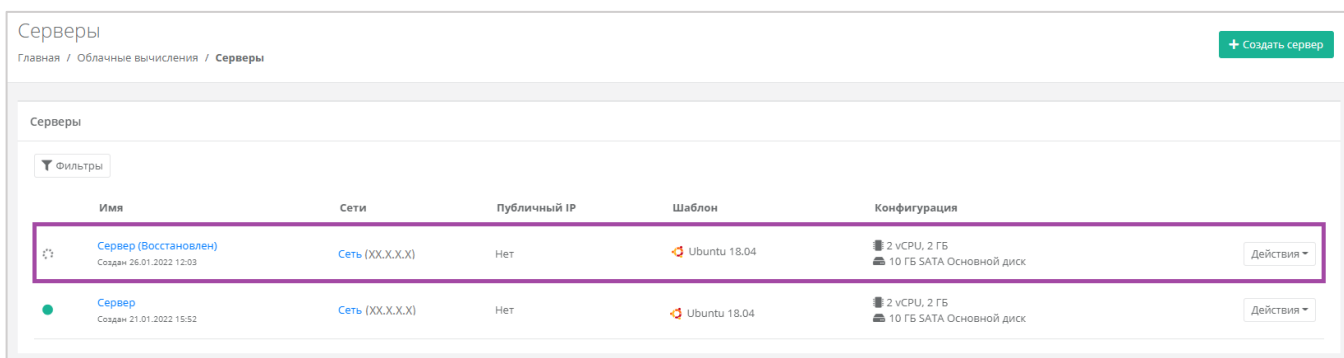 Серверы
+ Создать сервер
Главная / Облачные вычисления / Серверы
Серверы
Фильтры
Имя Сети Публичный IP Шаблон Конфигурация
Сервер (Восстановлен) Сеть (XX.X.X.X) Нет Ubuntu 18.04 2 vCPU, 2 ГБ Действия
Создан 26.01.2022 12:03 10 ГБ SATA Основной диск
Сервер Сеть (XX.X.X.X) Нет Ubuntu 18.04 2 vCPU, 2 ГБ Действия
Создан 21.01.2022 15:52 10 ГБ SATA Основной диск